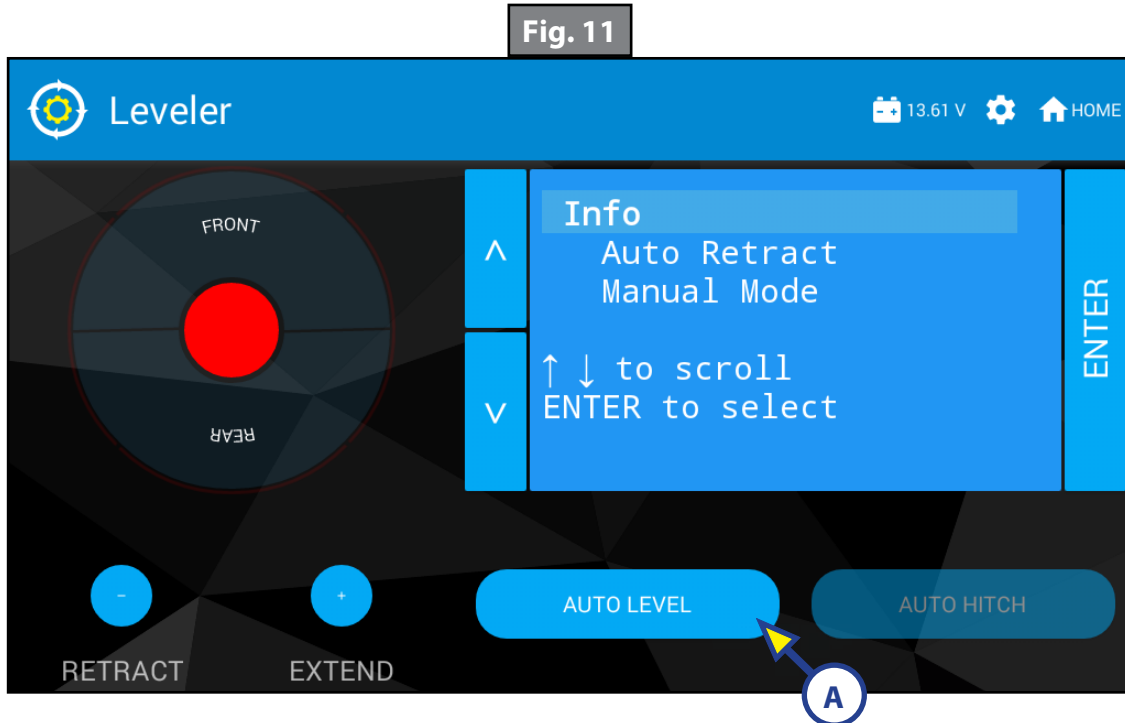 Fig. 11
Leveler
13.61 V
HOME
FRONT
REAR
^
v
Info
Auto Retract
Manual Mode
↑ ↓ to scroll
ENTER to select
ENTER
-
+
RETRACT
EXTEND
AUTO LEVEL
AUTO HITCH
A